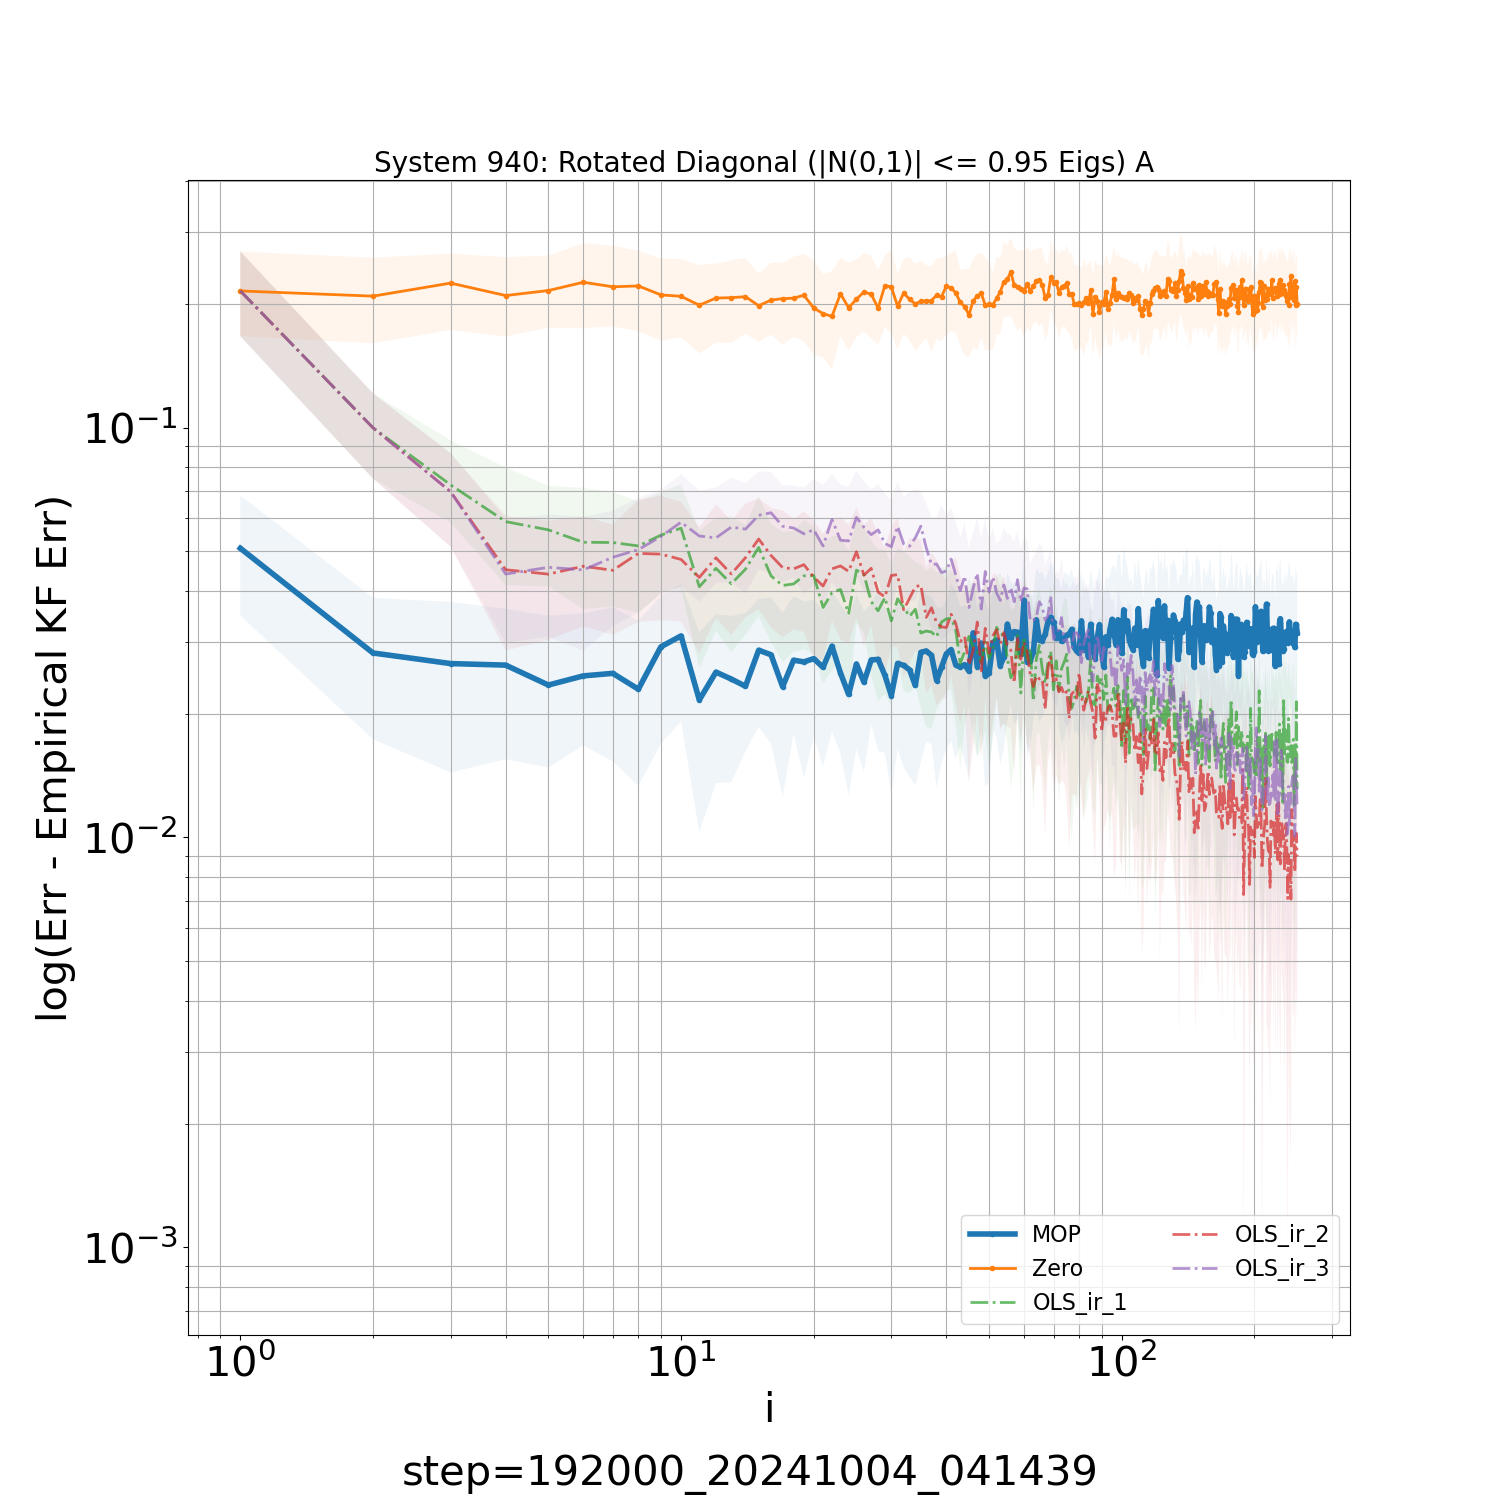 System 940: Rotated Diagonal (|N(0,1)| <= 0.95 Eigs) A
log(Err - Empirical KF Err)
10⁻¹
10⁻²
10⁻³
MOP
Zero
OLS_ir_1
OLS_ir_2
OLS_ir_3
10⁰ 10¹ 10²
i
step=192000_20241004_041439